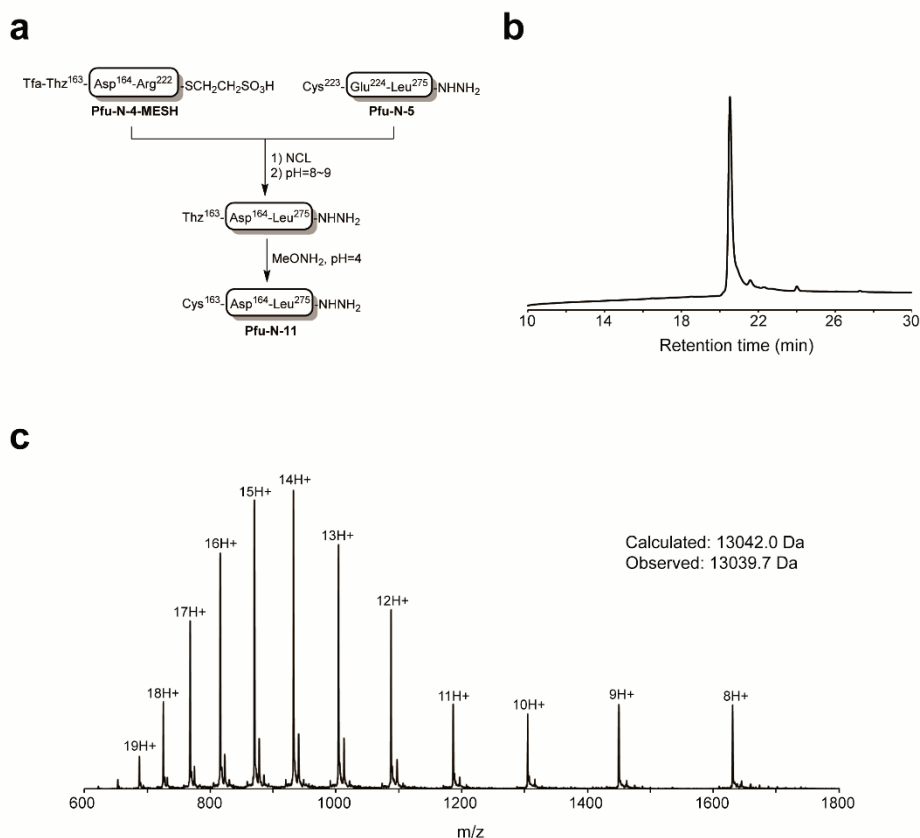 a
Tfa-Thz163-Asp164-Arg222-SCH2CH2SO3H
Pfu-N-4-MESH
Cys223-Glu224-Leu275-NHNH2
Pfu-N-5
1) NCL
2) pH=8~9
Thz163-Asp164-Leu275-NHNH2
MeONH2, pH=4
Cys163-Asp164-Leu275-NHNH2
Pfu-N-11
b
10 14 18 22 26 30
Retention time (min)
c
19H+
18H+
17H+
16H+
15H+
14H+
13H+
12H+
11H+
10H+
9H+
8H+
Calculated: 13042.0 Da
Observed: 13039.7 Da
600 800 1000 1200 1400 1600 1800
m/z